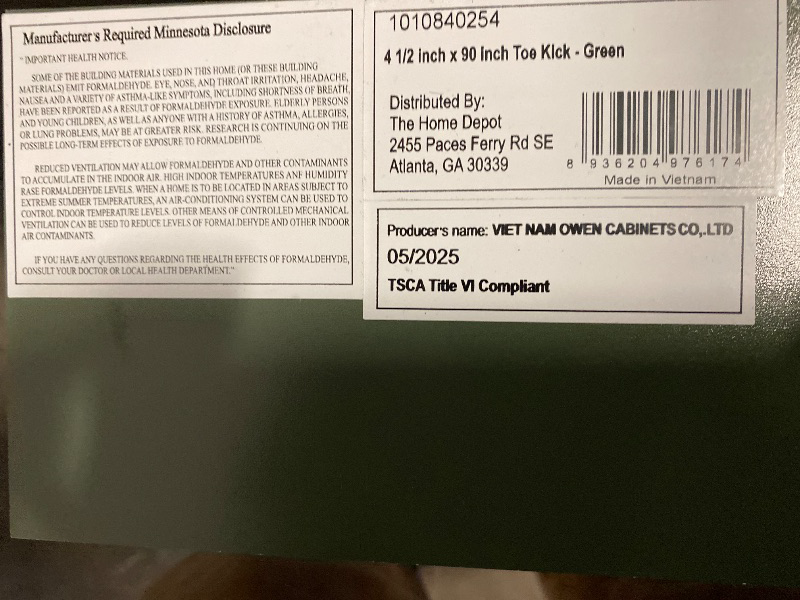 Manufacturer's Required Minnesota Disclosure
"IMPORTANT HEALTH NOTICE.
SOME OF THE BUILDING MATERIALS USED IN THIS HOME (OR THESE BUILDING
MATERIALS) EMIT FORMALDEHYDE. EYE, NOSE, AND THROAT IRRITATION, HEADACHE,
NAUSEA AND A VARIETY OF ASTHMA-LIKE SYMPTOMS, INCLUDING SHORTNESS OF BREATH,
HAVE BEEN REPORTED AS A RESULT OF FORMALDEHYDE EXPOSURE. ELDERLY PERSONS
AND YOUNG CHILDREN, AS WELL AS ANYONE WITH A HISTORY OF ASTHMA, ALLERGIES,
OR LUNG PROBLEMS, MAY BE AT GREATER RISK. RESEARCH IS CONTINUING ON THE
POSSIBLE LONG-TERM EFFECTS OF EXPOSURE TO FORMALDEHYDE.
REDUCED VENTILATION MAY ALLOW FORMALDEHYDE AND OTHER CONTAMINANTS
TO ACCUMULATE IN THE INDOOR AIR. HIGH INDOOR TEMPERATURES ANF HUMIDITY
RASE FORMALDEHYDE LEVELS. WHEN A HOME IS TO BE LOCATED IN AREAS SUBJECT TO
EXTREME SUMMER TEMPERATURES, AN AIR-CONDITIONING SYSTEM CAN BE USED TO
CONTROL INDOOR TEMPERATURE LEVELS. OTHER MEANS OF CONTROLLED MECHANICAL
VENTILATION CAN BE USED TO REDUCE LEVELS OF FORMALDEHYDE AND OTHER INDOOR
AIR CONTAMINANTS.
IF YOU HAVE ANY QUESTIONS REGARDING THE HEALTH EFFECTS OF FORMALDEHYDE,
CONSULT YOUR DOCTOR OR LOCAL HEALTH DEPARTMENT."
1010840254
4 1/2 inch x 90 Inch Toe Kick - Green
Distributed By:
The Home Depot
2455 Paces Ferry Rd SE
Atlanta, GA 30339
8 936204 976174
Made in Vietnam
Producer's name: VIET NAM OWEN CABINETS CO,.LTD
05/2025
TSCA Title VI Compliant